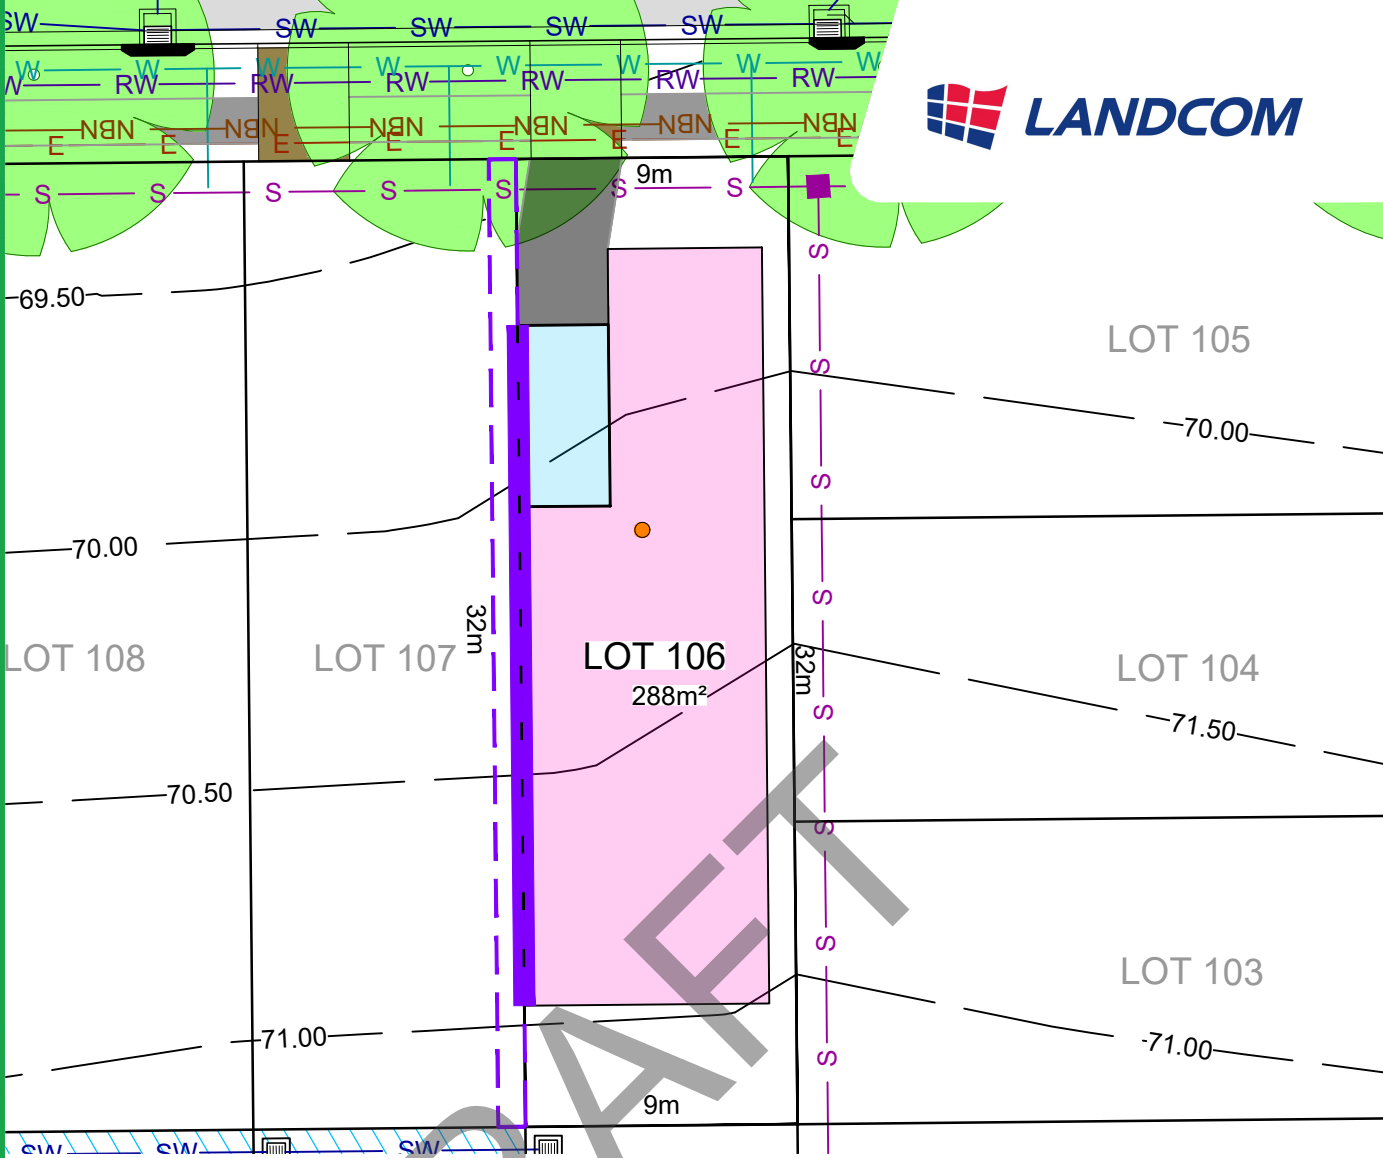 SW SW SW SW SW
W W W W W W W W
W RW RW RW RW RW RW
NBN NBN NBN NBN NBN NBN
E E E E E E E
LANDCOM
S S S S S S S
9m
S
69.50
LOT 105
S
70.00
S
70.00
S
32m
LOT 108
LOT 107
LOT 106
288m²
32m
LOT 104
S
71.50
70.50
S
S
LOT 103
71.00
71.00
S
9m
SW SW SW
DRAFT